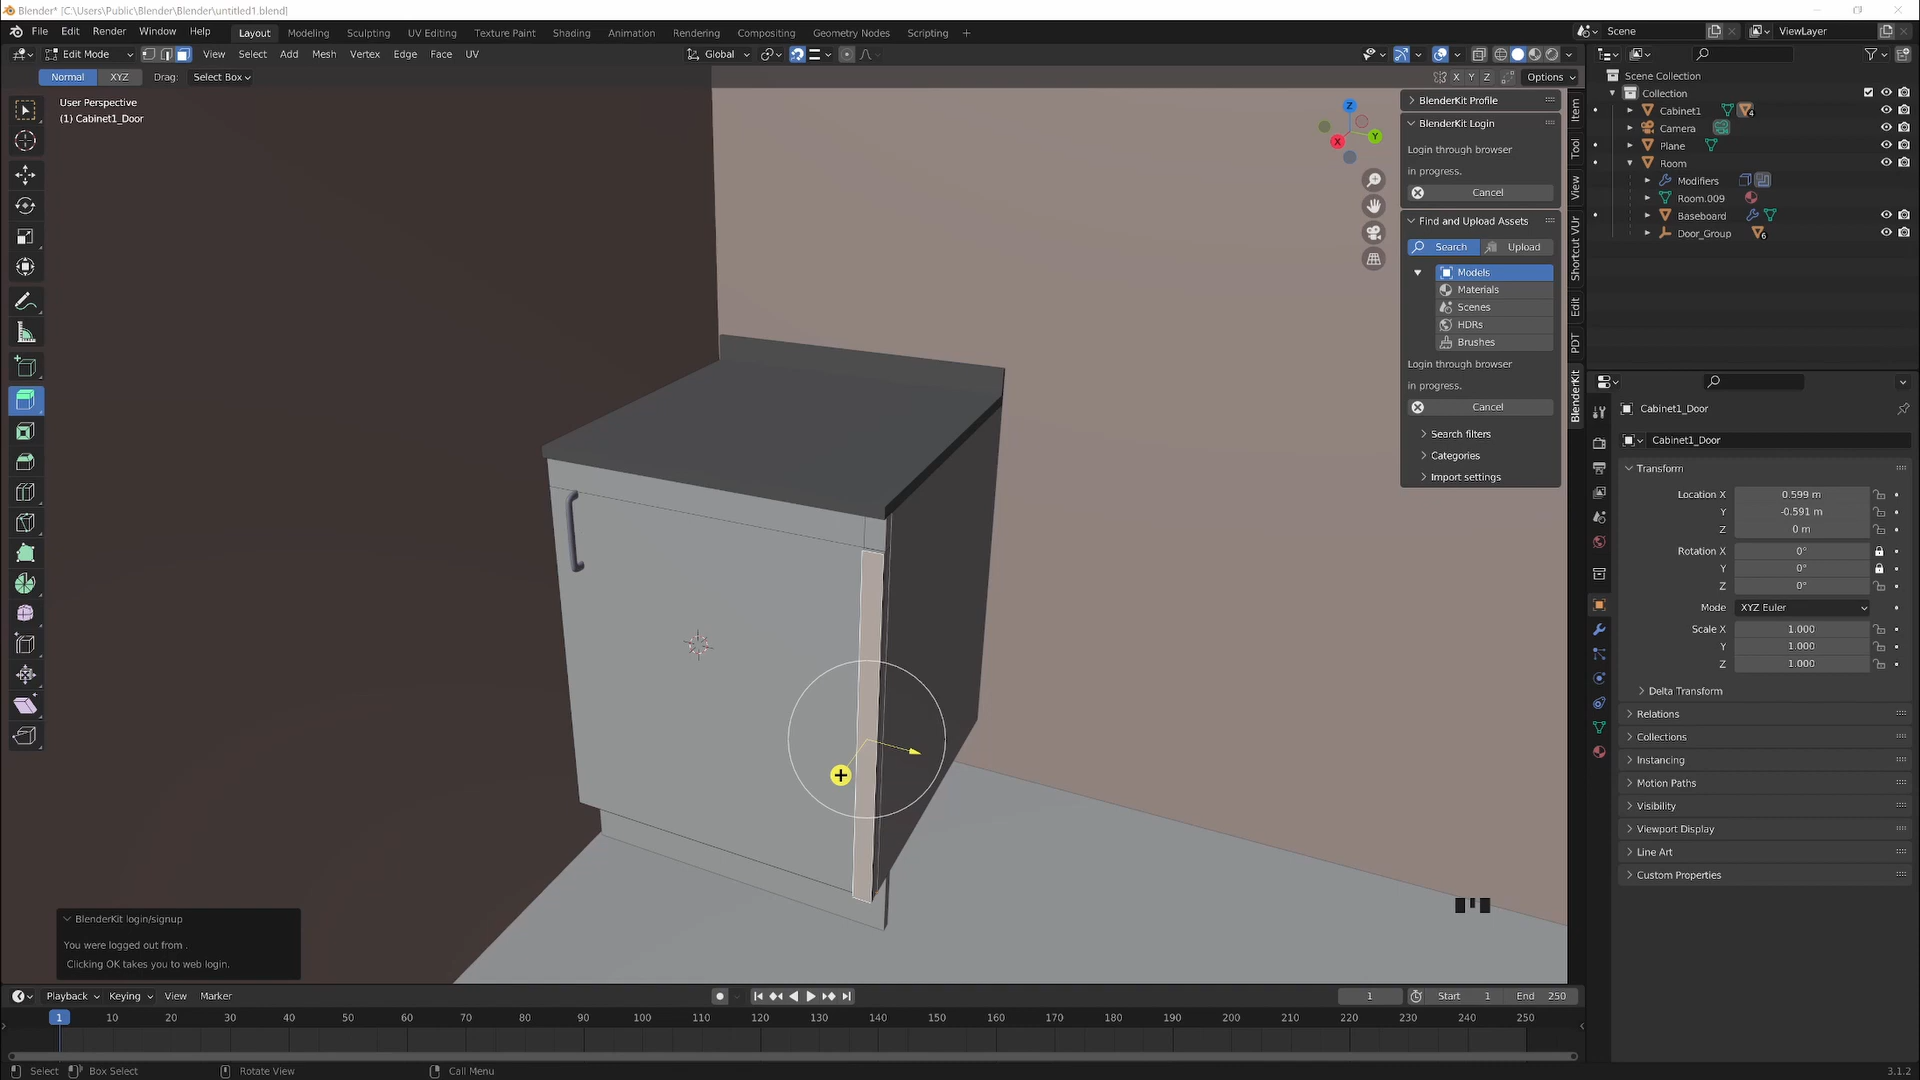 Blender* [C:\Users\Public\Blender\Blender\untitled1.blend]
File Edit Render Window Help Layout Modeling Sculpting UV Editing Texture Paint Shading Animation Rendering Compositing Geometry Nodes Scripting + Scene ViewLayer
Edit Mode View Select Add Mesh Vertex Edge Face UV Global
Normal XYZ Drag: Select Box X Y Z Options
User Perspective
(1) Cabinet1_Door
Z
Y
X
BlenderKit Profile
BlenderKit Login
Login through browser
in progress.
Cancel
Find and Upload Assets
Search Upload
Models
Materials
Scenes
HDRs
Brushes
Login through browser
in progress.
Cancel
Search filters
Categories
Import settings
Item
Tool
View
Shortcut VUr
Edit
PDT
BlenderKit
Scene Collection
Collection
Cabinet1 4
Camera
Plane
Room
Modifiers
Room.009
Baseboard
Door_Group 6
Cabinet1_Door
Cabinet1_Door
Transform
Location X 0.599 m
Y -0.591 m
Z 0 m
Rotation X 0°
Y 0°
Z 0°
Mode XYZ Euler
Scale X 1.000
Y 1.000
Z 1.000
Delta Transform
Relations
Collections
Instancing
Motion Paths
Visibility
Viewport Display
Line Art
Custom Properties
BlenderKit login/signup
You were logged out from .
Clicking OK takes you to web login.
Playback Keying View Marker 1 Start 1 End 250
1 10 20 30 40 50 60 70 80 90 100 110 120 130 140 150 160 170 180 190 200 210 220 230 240 250
Select Box Select Rotate View Call Menu 3.1.2